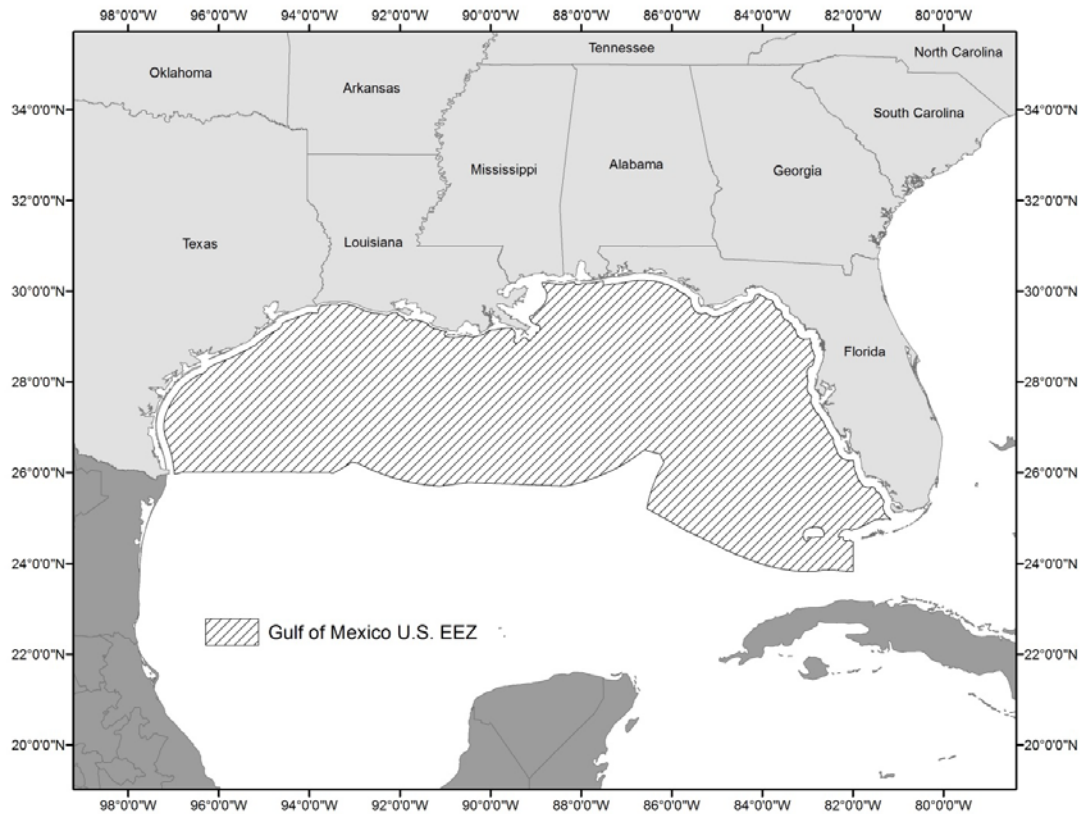 98°0'0"W 96°0'0"W 94°0'0"W 92°0'0"W 90°0'0"W 88°0'0"W 86°0'0"W 84°0'0"W 82°0'0"W 80°0'0"W
Tennessee
North Carolina
Oklahoma
Arkansas
34°0'0"N
South Carolina
34°0'0"N
Mississippi
Alabama
Georgia
32°0'0"N
32°0'0"N
Texas
Louisiana
30°0'0"N
30°0'0"N
Florida
28°0'0"N
28°0'0"N
26°0'0"N
26°0'0"N
24°0'0"N
24°0'0"N
Gulf of Mexico U.S. EEZ
22°0'0"N
22°0'0"N
20°0'0"N
20°0'0"N
98°0'0"W 96°0'0"W 94°0'0"W 92°0'0"W 90°0'0"W 88°0'0"W 86°0'0"W 84°0'0"W 82°0'0"W 80°0'0"W